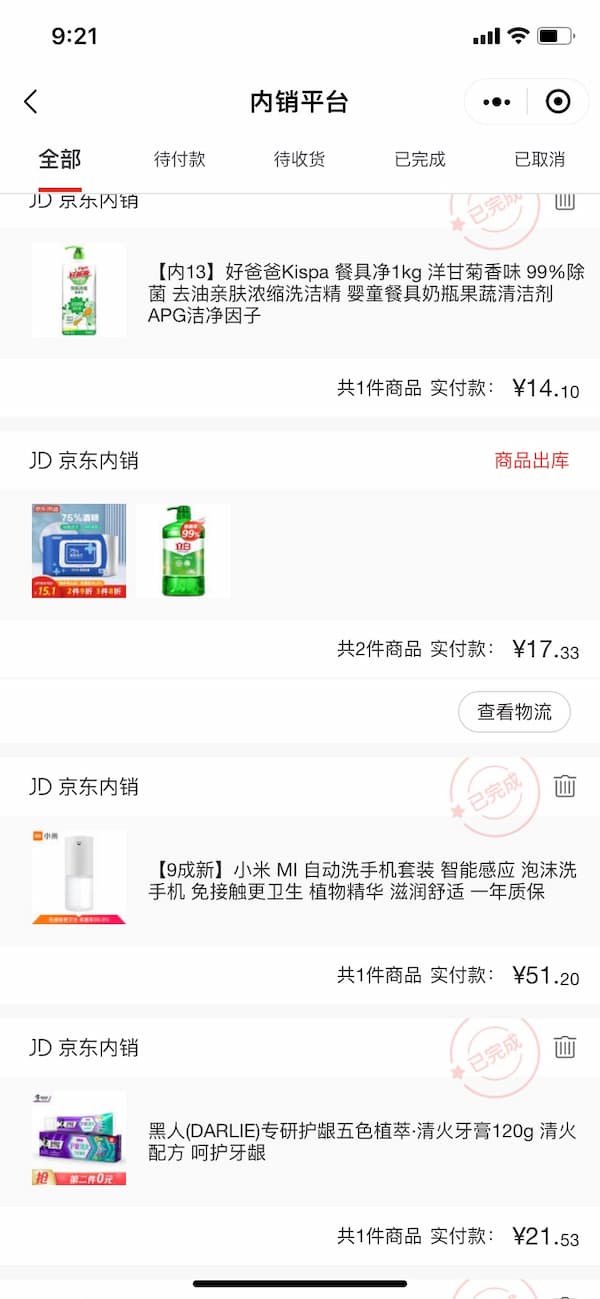 9:21
内销平台
全部
待付款
待收货
已完成
已取消
JD 京东内销
已完成
【内13】好爸爸Kispa 餐具净1kg 洋甘菊香味 99%除
菌 去油亲肤浓缩洗洁精 婴童餐具奶瓶果蔬清洁剂
APG洁净因子
共1件商品 实付款： ¥14.10
JD 京东内销
商品出库
75%酒精
15.1 2件9折 3件8折
99%
立白
共2件商品 实付款： ¥17.33
查看物流
JD 京东内销
已完成
小米
【9成新】小米 MI 自动洗手机套装 智能感应 泡沫洗
手机 免接触更卫生 植物精华 滋润舒适 一年质保
共1件商品 实付款： ¥51.20
JD 京东内销
已完成
抢 第二件0元
黑人(DARLIE)专研护龈五色植萃·清火牙膏120g 清火
配方 呵护牙龈
共1件商品 实付款： ¥21.53